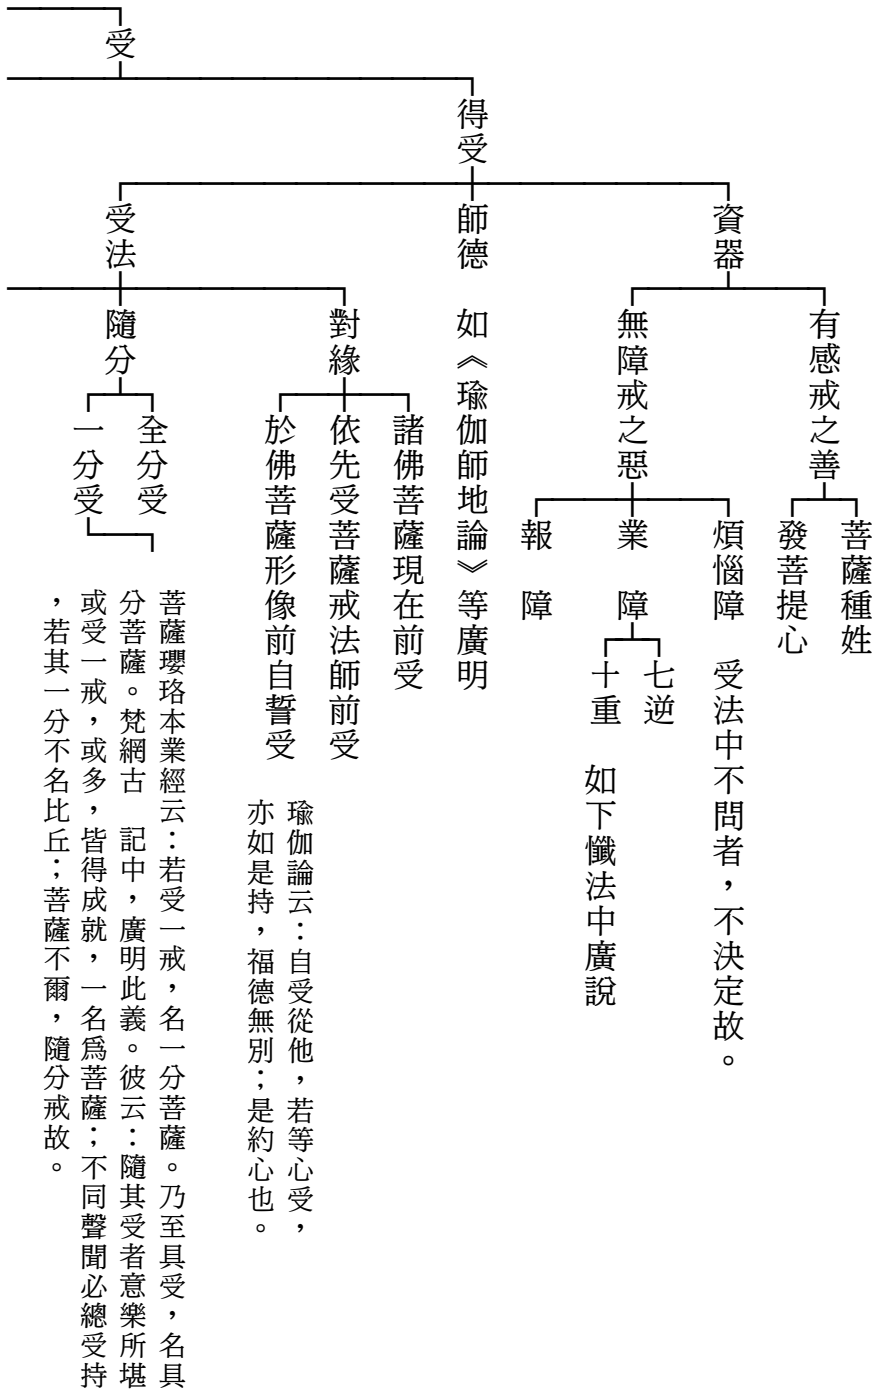 受
得受
資器
有感戒之善
菩薩種姓
發菩提心
無障戒之惡
煩惱障　受法中不問者，不決定故。
業　障
七逆
十重　如下懺法中廣說
報　障
師德　如《瑜伽師地論》等廣明
受法
對緣
諸佛菩薩現在前受
依先受菩薩戒法師前受
於佛菩薩形像前自誓受
瑜伽論云：自受從他，若等心受，
亦如是持，福德無別；是約心也。
隨分
全分受
一分受
菩薩瓔珞本業經云：若受一戒，名一分菩薩。乃至具受，名具
分菩薩。梵網古　記中，廣明此義。彼云：隨其受者意樂所堪
或受一戒，或多，皆得成就，一名爲菩薩；不同聲聞必總受持
，若其一分不名比丘；菩薩不爾，隨分戒故。